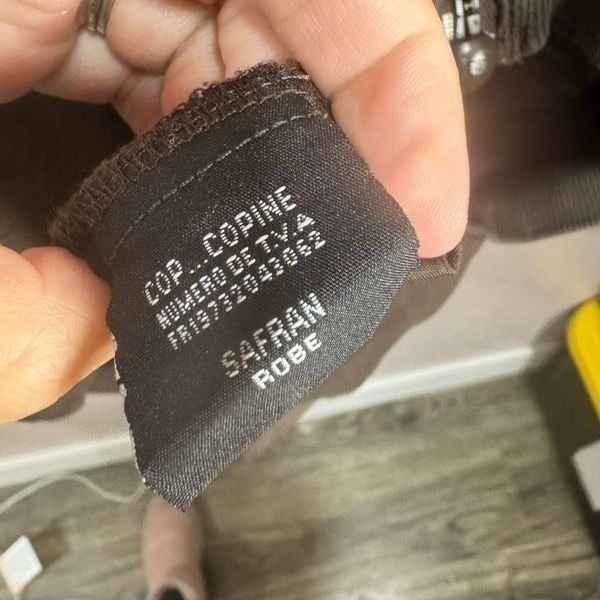 COP...COPINE
NUMERO DE T.V.A
FR19732043062
SAFRAN
ROBE